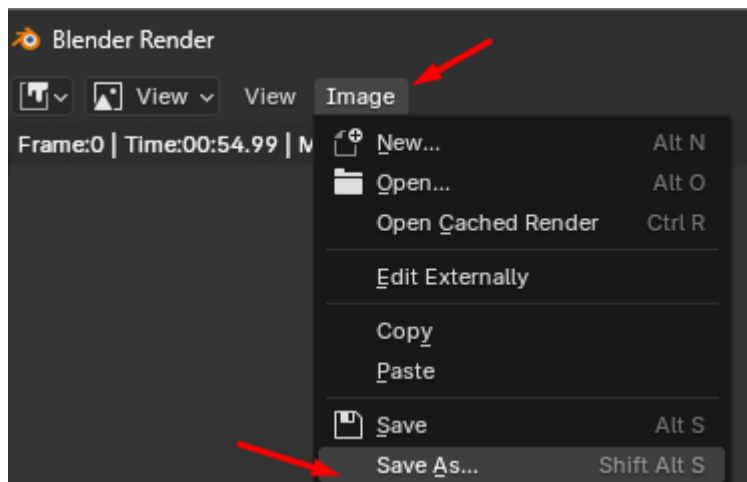 Blender Render
View View Image
Frame:0 | Time:00:54.99 | M
New... Alt N
Open... Alt O
Open Cached Render Ctrl R
Edit Externally
Copy
Paste
Save Alt S
Save As... Shift Alt S